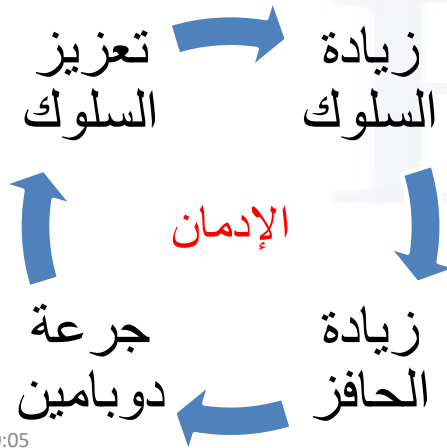 زيادة
السلوك
تعزيز
السلوك
الإدمان
زيادة
الحافز
جرعة
دوبامين
:05